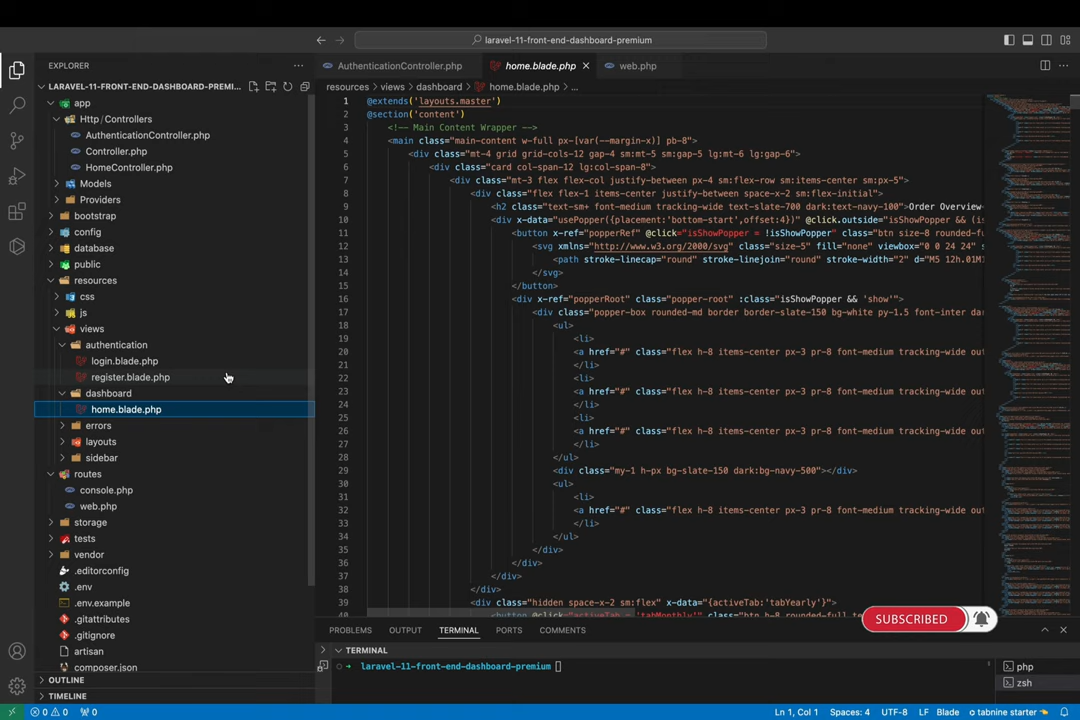 laravel-11-front-end-dashboard-premium
EXPLORER
LARAVEL-11-FRONT-END-DASHBOARD-PREMI...
app
Http/Controllers
AuthenticationController.php
Controller.php
HomeController.php
Models
Providers
bootstrap
config
database
public
resources
css
js
views
authentication
login.blade.php
register.blade.php
dashboard
home.blade.php
errors
layouts
sidebar
routes
console.php
web.php
storage
tests
vendor
.editorconfig
.env
.env.example
.gitattributes
.gitignore
artisan
composer.json
OUTLINE
TIMELINE
AuthenticationController.php home.blade.php web.php
resources > views > dashboard > home.blade.php > ...
1 @extends('layouts.master')
2 @section('content')
3 <!-- Main Content Wrapper -->
4 <main class="main-content w-full px-[var(--margin-x)] pb-8">
5 <div class="mt-4 grid grid-cols-12 gap-4 sm:mt-5 sm:gap-5 lg:mt-6 lg:gap-6">
6 <div class="card col-span-12 lg:col-span-8">
7 <div class="mt-3 flex flex-col justify-between px-4 sm:flex-row sm:items-center sm:px-5">
8 <div class="flex flex-1 items-center justify-between space-x-2 sm:flex-initial">
9 <h2 class="text-sm+ font-medium tracking-wide text-slate-700 dark:text-navy-100">Order Overview
10 <div x-data="usePopper({placement:'bottom-start',offset:4})" @click.outside="isShowPopper && (is
11 <button x-ref="popperRef" @click="isShowPopper = !isShowPopper" class="btn size-8 rounded-f
12 <svg xmlns="http://www.w3.org/2000/svg" class="size-5" fill="none" viewbox="0 0 24 24" s
13 <path stroke-linecap="round" stroke-linejoin="round" stroke-width="2" d="M5 12h.01M1
14 </svg>
15 </button>
16 <div x-ref="popperRoot" class="popper-root" :class="isShowPopper && 'show'">
17 <div class="popper-box rounded-md border border-slate-150 bg-white py-1.5 font-inter da
18 <ul>
19 <li>
20 <a href="#" class="flex h-8 items-center px-3 pr-8 font-medium tracking-wide out
21 </li>
22 <li>
23 <a href="#" class="flex h-8 items-center px-3 pr-8 font-medium tracking-wide out
24 </li>
25 <li>
26 <a href="#" class="flex h-8 items-center px-3 pr-8 font-medium tracking-wide out
27 </li>
28 </ul>
29 <div class="my-1 h-px bg-slate-150 dark:bg-navy-500"></div>
30 <ul>
31 <li>
32 <a href="#" class="flex h-8 items-center px-3 pr-8 font-medium tracking-wide out
33 </li>
34 </ul>
35 </div>
36 </div>
37 </div>
38 </div>
39 <div class="hidden space-x-2 sm:flex" x-data="{activeTab:'tabYearly'}">
SUBSCRIBED
PROBLEMS OUTPUT TERMINAL PORTS COMMENTS
TERMINAL
laravel-11-front-end-dashboard-premium
php
zsh
0 0 0 Ln 1, Col 1 Spaces: 4 UTF-8 LF Blade tabnine starter